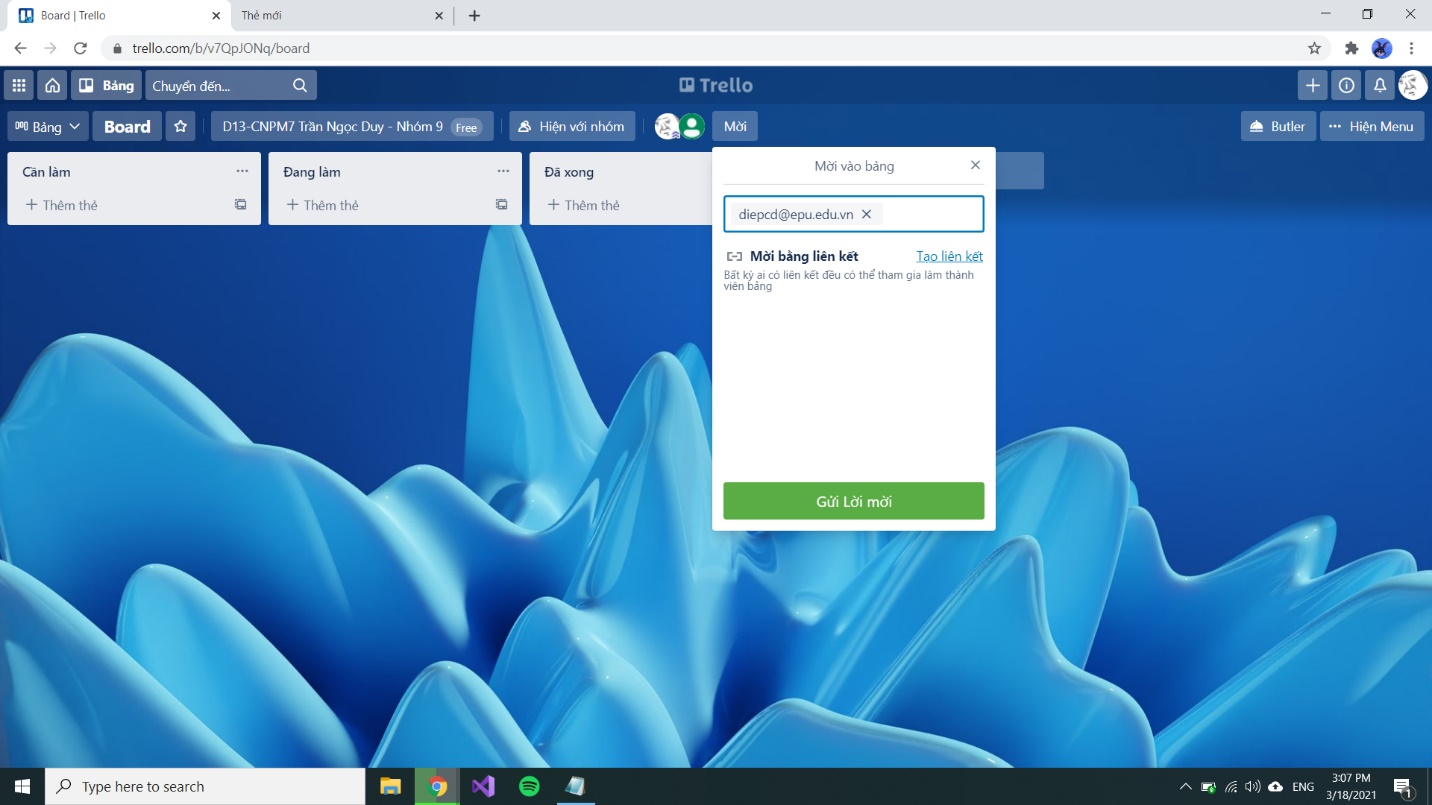 Board | Trello
Thẻ mới
trello.com/b/v7QpJONq/board
Bảng
Chuyển đến...
Trello
Bảng
Board
D13-CNPM7 Trần Ngọc Duy - Nhóm 9 Free
Hiện với nhóm
Mời
Butler
Hiện Menu
Cần làm
Đang làm
Đã xong
Thêm thẻ
Thêm thẻ
Thêm thẻ
Mời vào bảng
diepcd@epu.edu.vn
Mời bằng liên kết
Tạo liên kết
Bất kỳ ai có liên kết đều có thể tham gia làm thành
viên bảng
Gửi Lời mời
Type here to search
ENG
3:07 PM
3/18/2021
1